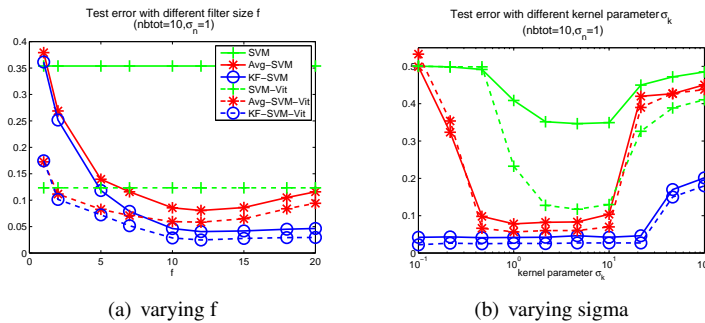 Test error with different filter size f
(nbtot=10,σn=1)
0.4
0.35
0.3
0.25
0.2
0.15
0.1
0.05
0
0
5
10
15
20
f
SVM
Avg−SVM
KF−SVM
SVM−Vit
Avg−SVM−Vit
KF−SVM−Vit
(a) varying f
Test error with different kernel parameter σk
(nbtot=10,σn=1)
0.5
0.4
0.3
0.2
0.1
0
10−1
100
101
10
kernel parameter σk
(b) varying sigma